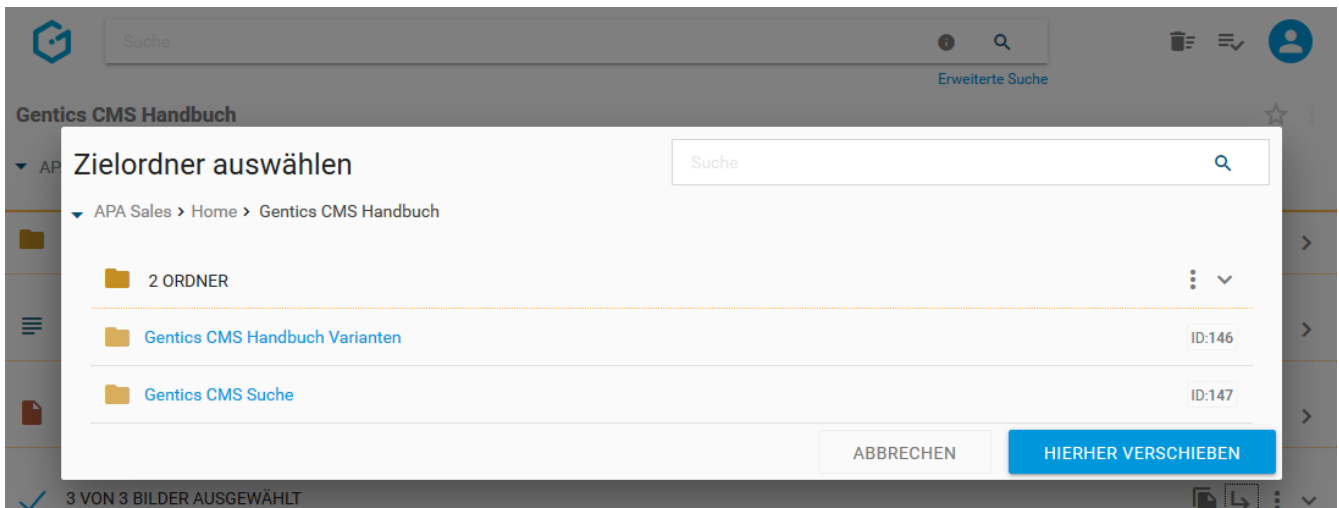 Suche
Erweiterte Suche
Gentics CMS Handbuch
AP
Zielordner auswählen
Suche
APA Sales > Home > Gentics CMS Handbuch
2 ORDNER
Gentics CMS Handbuch Varianten
ID:146
Gentics CMS Suche
ID:147
ABBRECHEN
HIERHER VERSCHIEBEN
3 VON 3 BILDER AUSGEWÄHLT